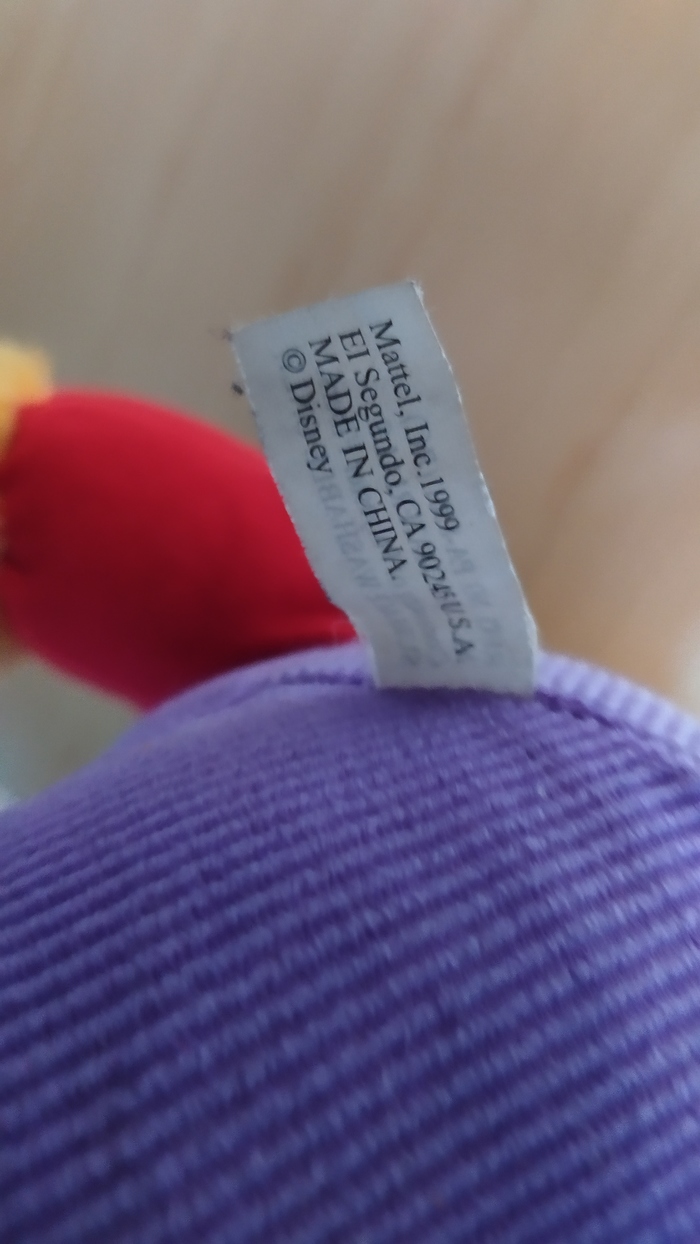 Mattel, Inc.1999
El Segundo, CA 90245 U.S.A.
MADE IN CHINA.
© Disney